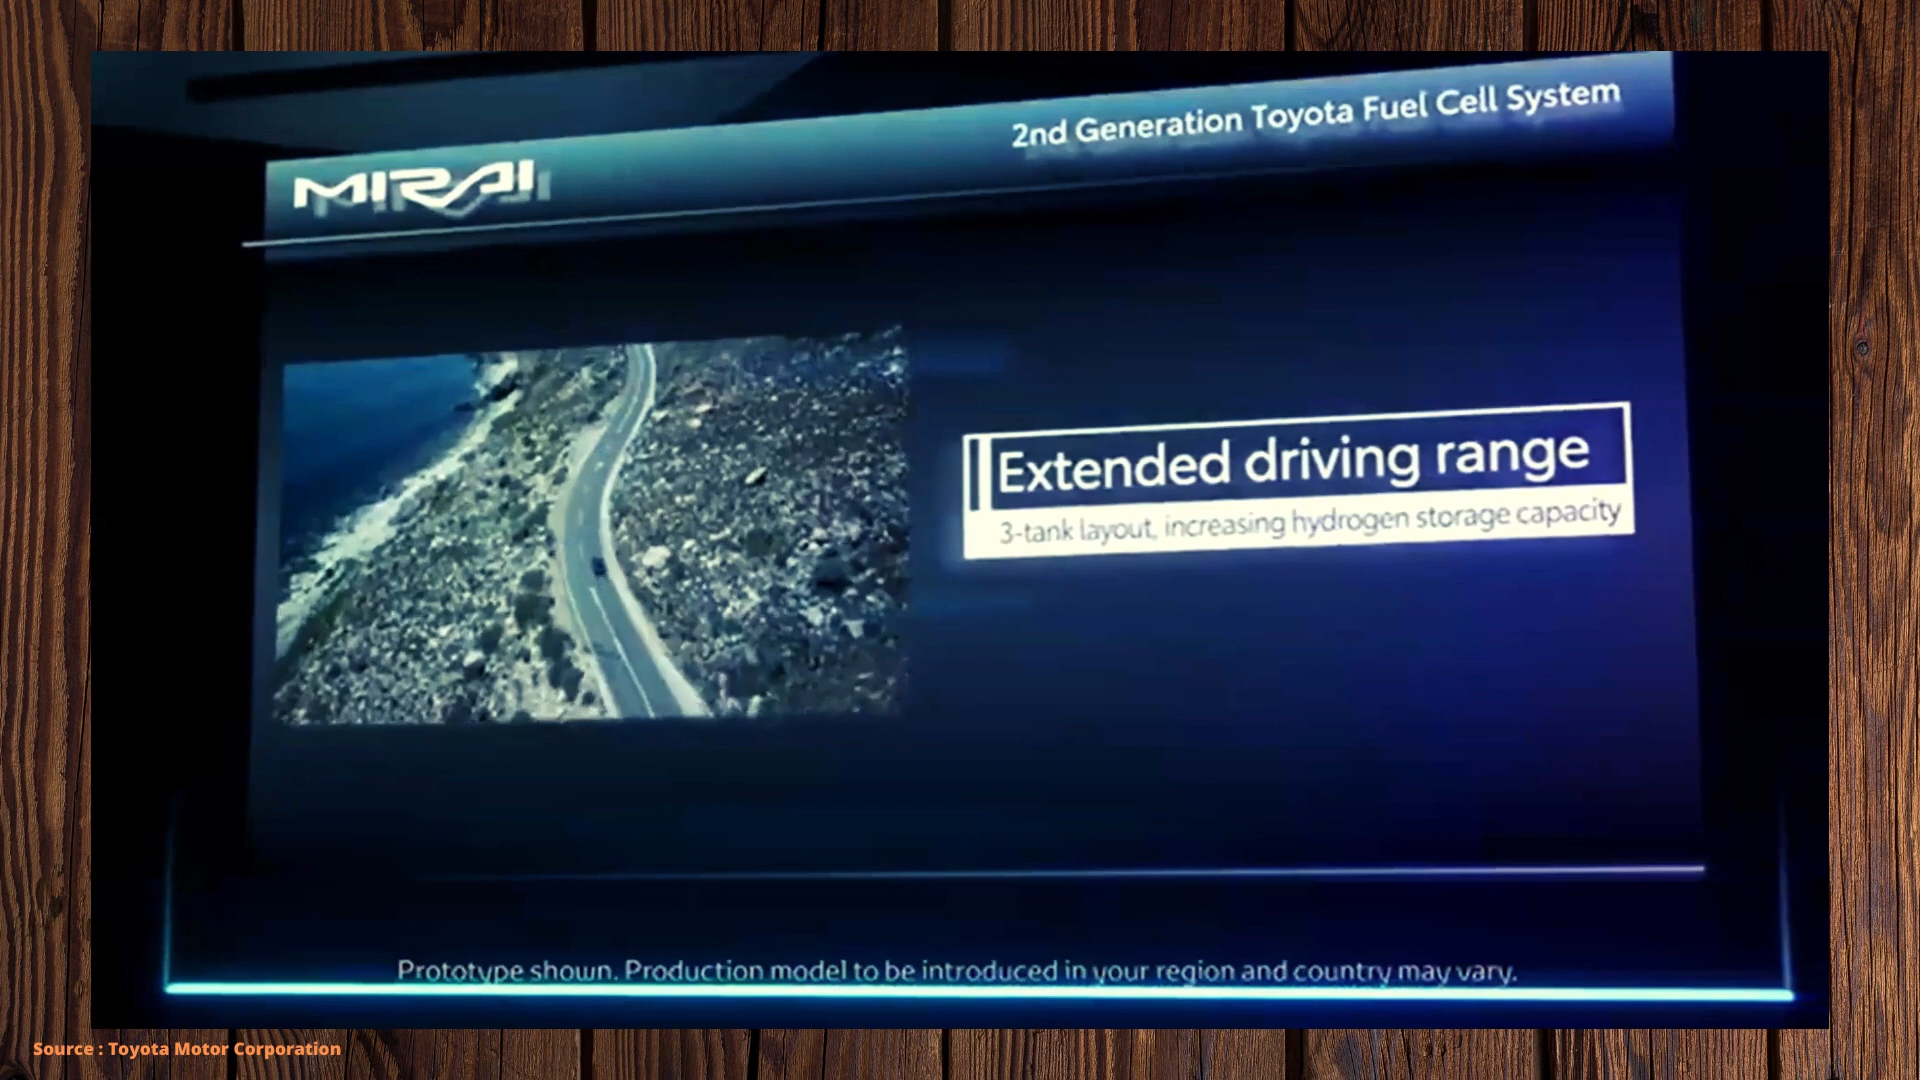 MIRAI
2nd Generation Toyota Fuel Cell System
Extended driving range
3-tank layout, increasing hydrogen storage capacity
Prototype shown. Production model to be introduced in your region and country may vary.
Source : Toyota Motor Corporation